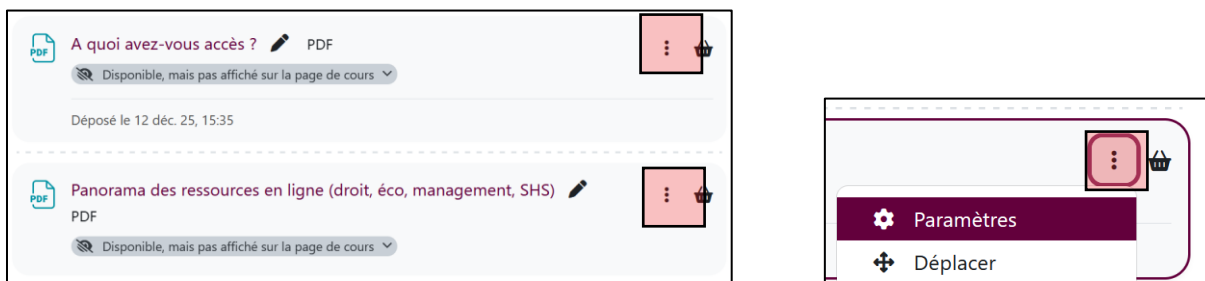 PDF
A quoi avez-vous accès ? PDF
Disponible, mais pas affiché sur la page de cours
Déposé le 12 déc. 25, 15:35
PDF
Panorama des ressources en ligne (droit, éco, management, SHS)
PDF
Disponible, mais pas affiché sur la page de cours
Paramètres
Déplacer